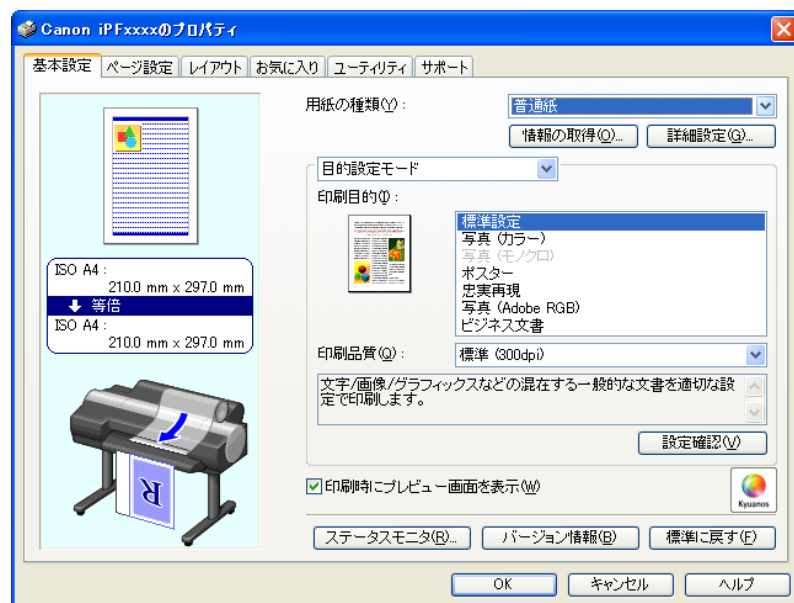 Canon iPFxxxxのプロパティ
基本設定 ページ設定 レイアウト お気に入り ユーティリティ サポート
用紙の種類(Y) : 普通紙
情報の取得(O)... 詳細設定(G)...
目的設定モード
印刷目的(I) :
標準設定
写真 (カラー)
写真 (モノクロ)
ポスター
忠実再現
写真 (Adobe RGB)
ビジネス文書
ISO A4 :
210.0 mm x 297.0 mm
等倍
ISO A4 :
210.0 mm x 297.0 mm
印刷品質(Q) : 標準 (300dpi)
文字/画像/グラフィックスなどの混在する一般的な文書を適切な設
定で印刷します。
設定確認(V)
R
印刷時にプレビュー画面を表示(W)
Kyuanos
ステータスモニタ(R)... バージョン情報(B) 標準に戻す(F)
OK キャンセル ヘルプ